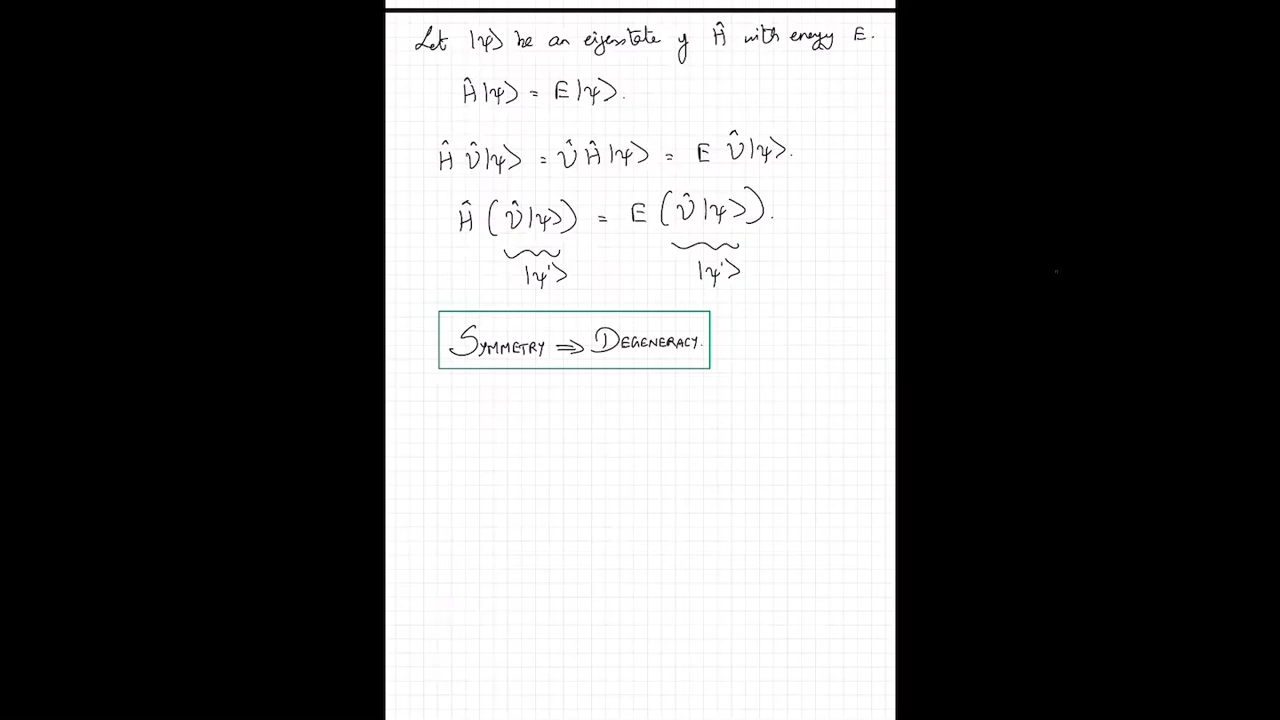 Let |ψ⟩ be an eigenstate of Ĥ with energy E.
Ĥ|ψ⟩ = E|ψ⟩.
Ĥ Û|ψ⟩ = Û Ĥ|ψ⟩ = E Û|ψ⟩.
Ĥ (Û|ψ⟩) = E (Û|ψ⟩).
|ψ'⟩ |ψ'⟩
SYMMETRY ⇒ DEGENERACY.